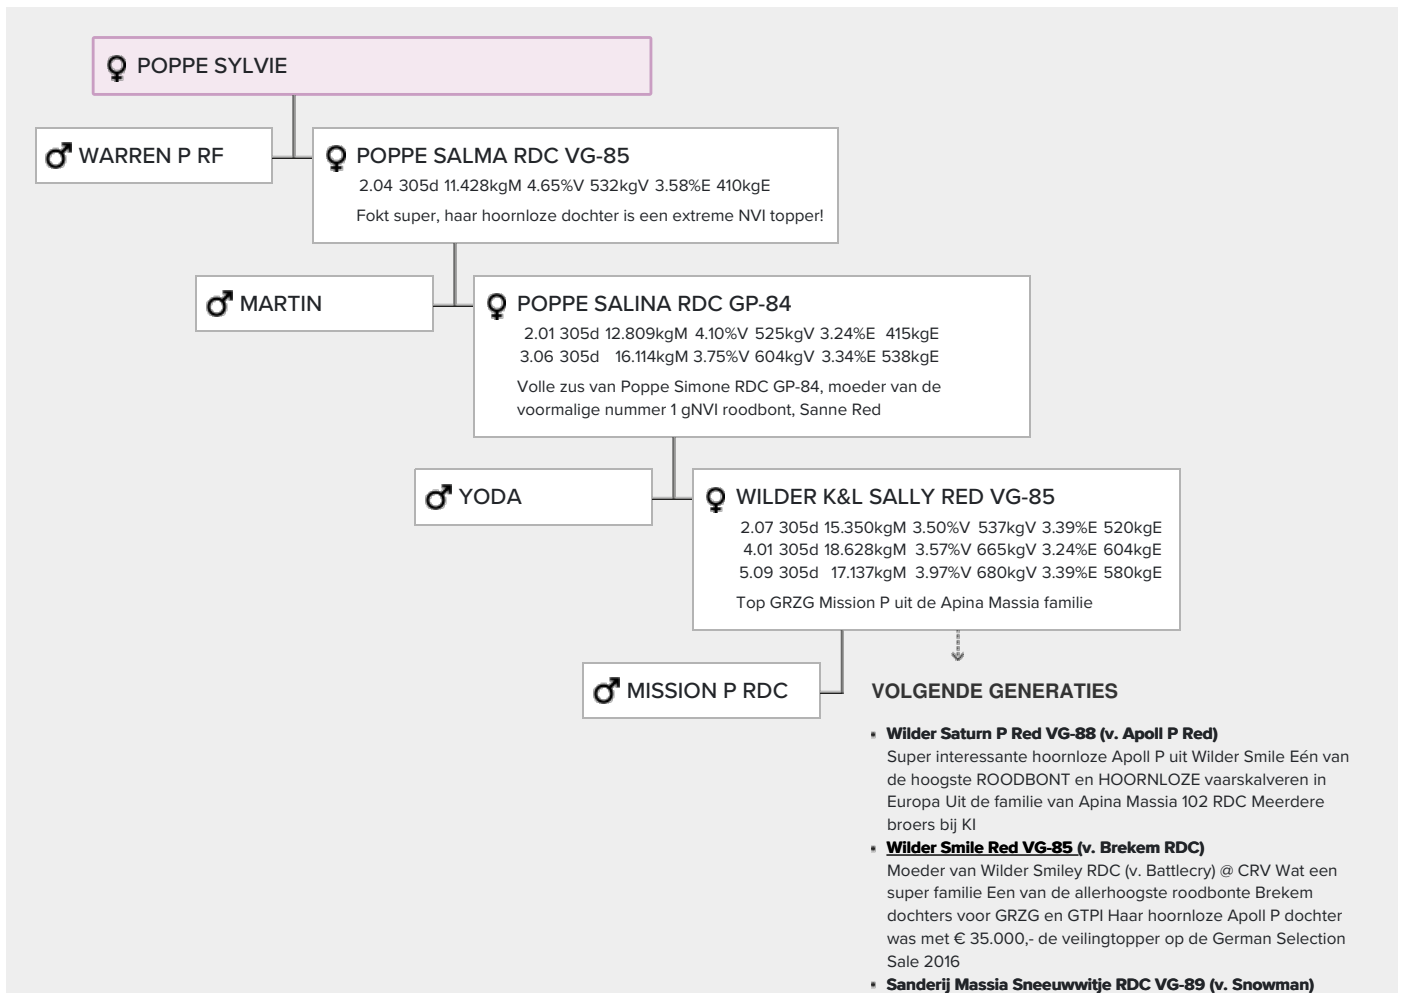 POPPE SYLVIE
WARREN P RF
POPPE SALMA RDC VG-85
2.04 305d 11.428kgM 4.65%V 532kgV 3.58%E 410kgE
Fokt super, haar hoornloze dochter is een extreme NVI topper!
MARTIN
POPPE SALINA RDC GP-84
2.01 305d 12.809kgM 4.10%V 525kgV 3.24%E 415kgE
3.06 305d 16.114kgM 3.75%V 604kgV 3.34%E 538kgE
Volle zus van Poppe Simone RDC GP-84, moeder van de
voormalige nummer 1 gNVI roodbont, Sanne Red
YODA
WILDER K&L SALLY RED VG-85
2.07 305d 15.350kgM 3.50%V 537kgV 3.39%E 520kgE
4.01 305d 18.628kgM 3.57%V 665kgV 3.24%E 604kgE
5.09 305d 17.137kgM 3.97%V 680kgV 3.39%E 580kgE
Top GRZG Mission P uit de Apina Massia familie
MISSION P RDC
VOLGENDE GENERATIES
Wilder Saturn P Red VG-88 (v. Apoll P Red)
Super interessante hoornloze Apoll P uit Wilder Smile Eén van
de hoogste ROODBONT en HOORNLOZE vaarskalveren in
Europa Uit de familie van Apina Massia 102 RDC Meerdere
broers bij KI
Wilder Smile Red VG-85 (v. Brekem RDC)
Moeder van Wilder Smiley RDC (v. Battlecry) @ CRV Wat een
super familie Een van de allerhoogste roodbonte Brekem
dochters voor GRZG en GTPI Haar hoornloze Apoll P dochter
was met € 35.000,- de veilingtopper op de German Selection
Sale 2016
Sanderij Massia Sneeuwwitje RDC VG-89 (v. Snowman)